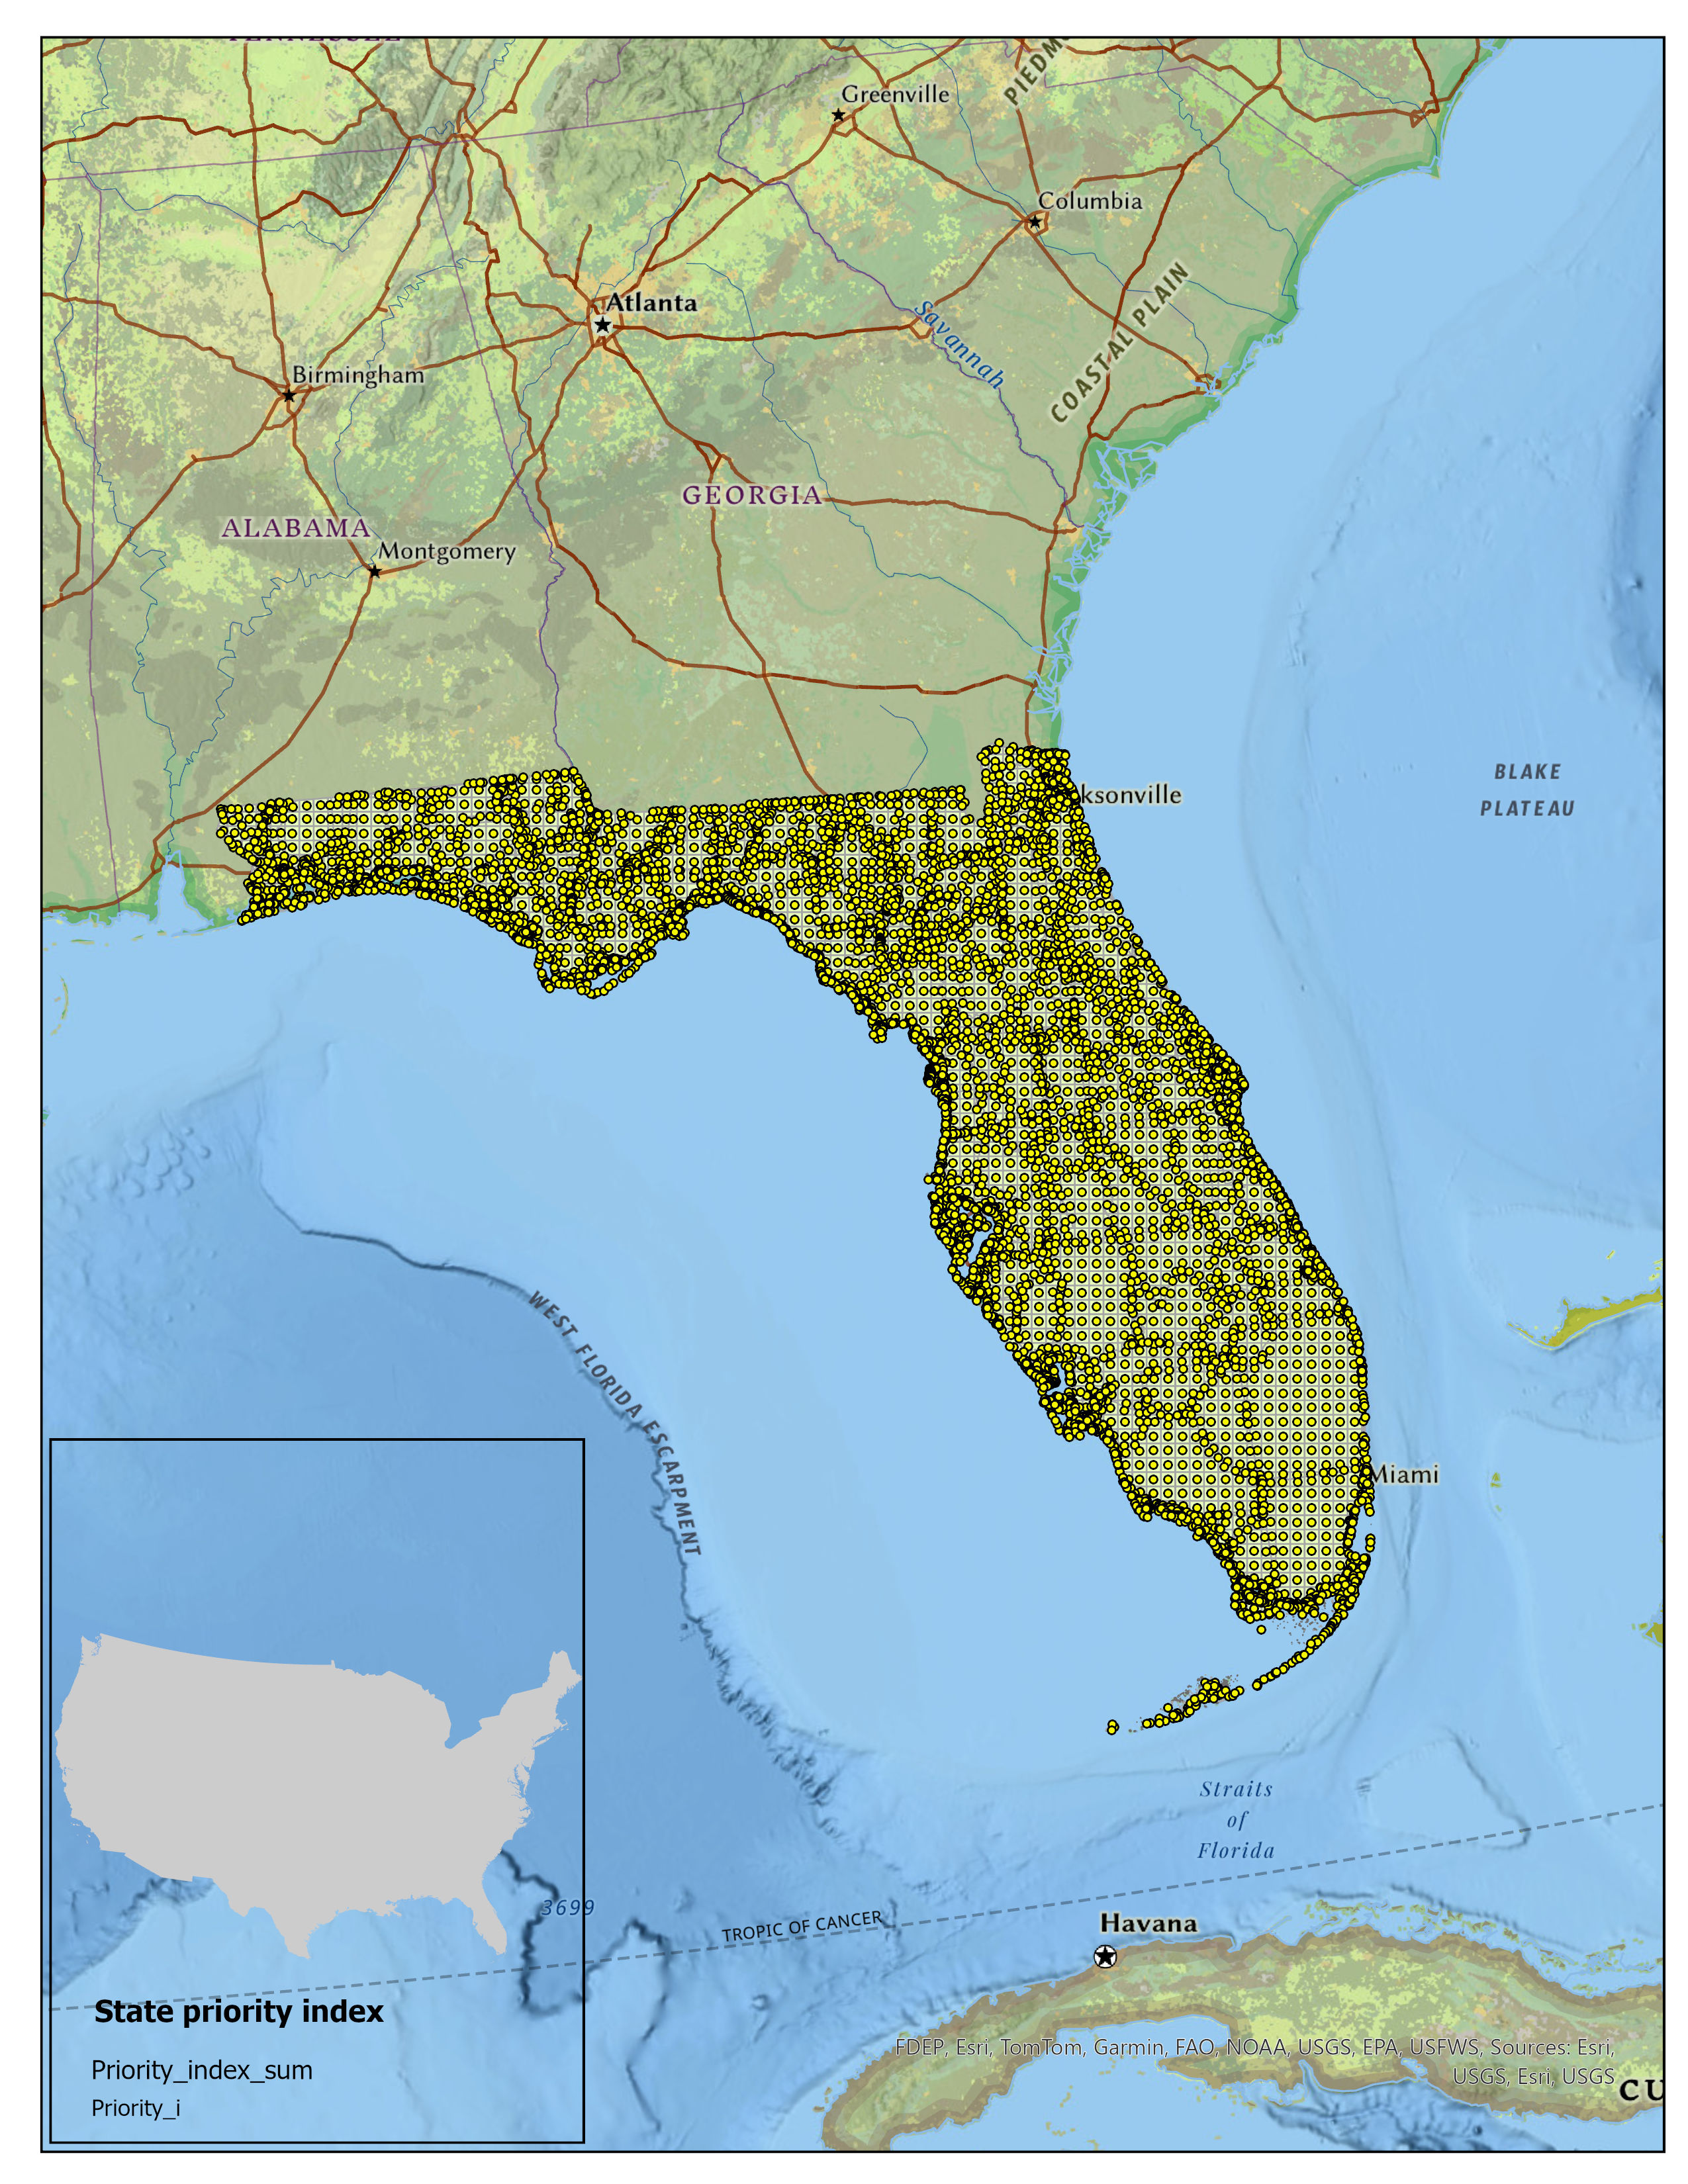 TENNESSEE
PIEDM
Greenville
Columbia
Savannah
COASTAL PLAIN
Atlanta
Birmingham
GEORGIA
ALABAMA
Montgomery
BLAKE
PLATEAU
ksonville
WEST FLORIDA ESCARPMENT
Miami
Straits
of
Florida
3699
TROPIC OF CANCER
Havana
State priority index
Priority_index_sum
Priority_i
FDEP, Esri, TomTom, Garmin, FAO, NOAA, USGS, EPA, USFWS, Sources: Esri,
USGS, Esri, USGS
CU